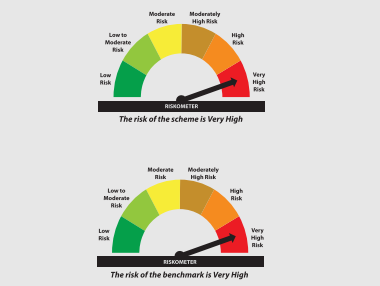 Moderate
Risk
Moderately
High Risk
Low to
Moderate
Risk
High
Risk
Low
Risk
Very
High
Risk
RISKOMETER
The risk of the scheme is Very High
Moderate
Risk
Moderately
High Risk
Low to
Moderate
Risk
High
Risk
Low
Risk
Very
High
Risk
RISKOMETER
The risk of the benchmark is Very High